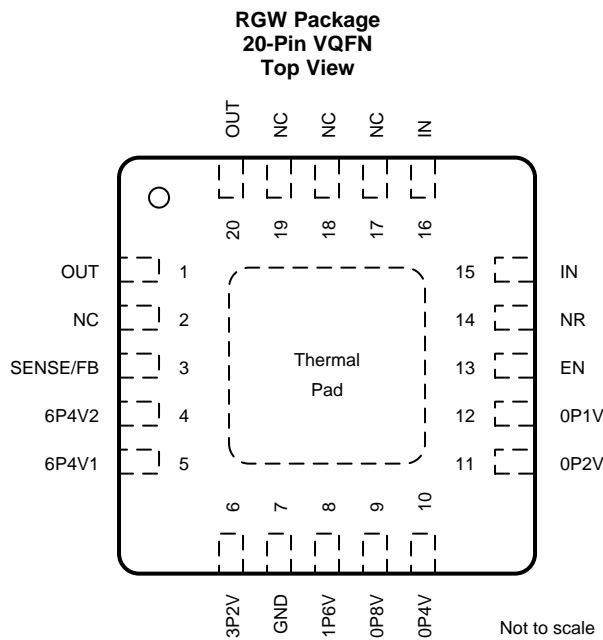 RGW Package
20-Pin VQFN
Top View
OUT
NC
NC
NC
IN
20
19
18
17
16
OUT 1
NC 2
SENSE/FB 3
6P4V2 4
6P4V1 5
15 IN
14 NR
13 EN
12 0P1V
11 0P2V
Thermal
Pad
6
7
8
9
10
3P2V
GND
1P6V
0P8V
0P4V
Not to scale